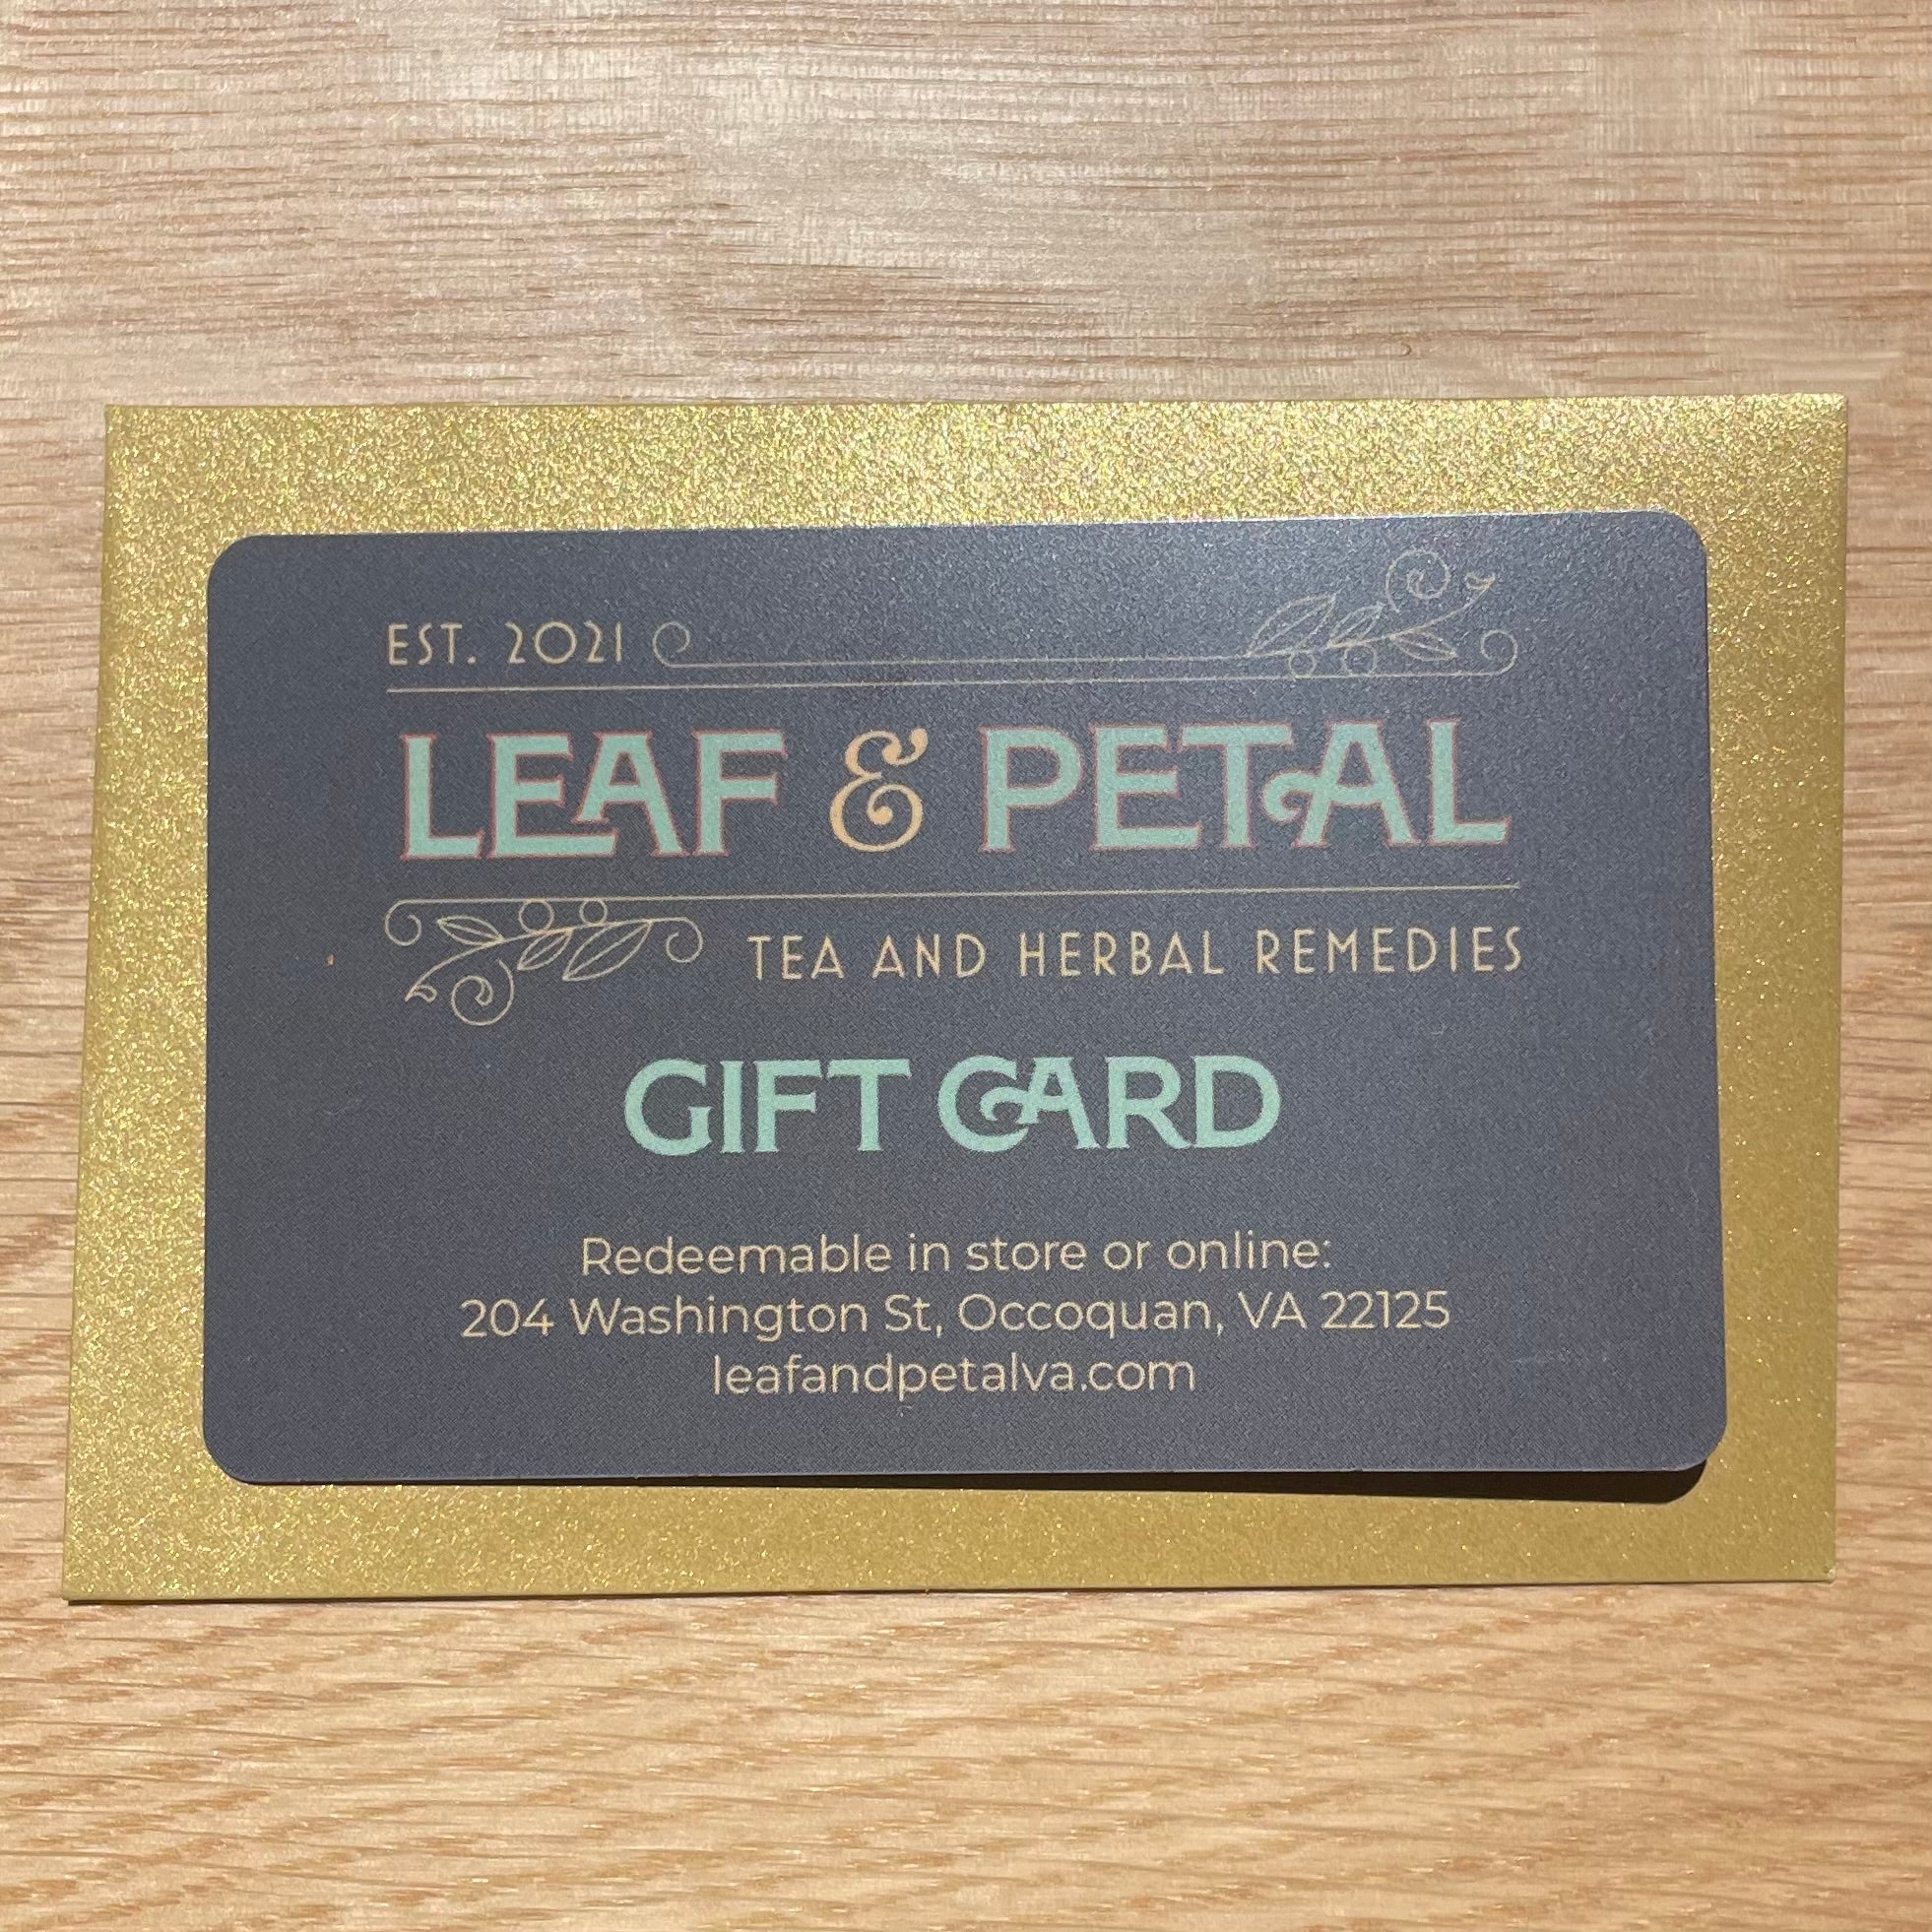 EST. 2021
LEAF & PETAL
TEA AND HERBAL REMEDIES
GIFT CARD
Redeemable in store or online:
204 Washington St, Occoquan, VA 22125
leafandpetalva.com